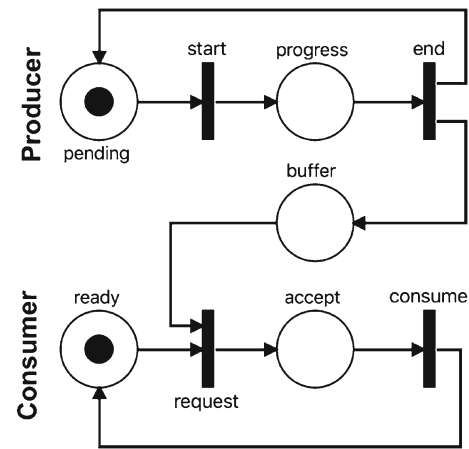 Producer
start
progress
end
pending
buffer
Consumer
ready
accept
consume
request